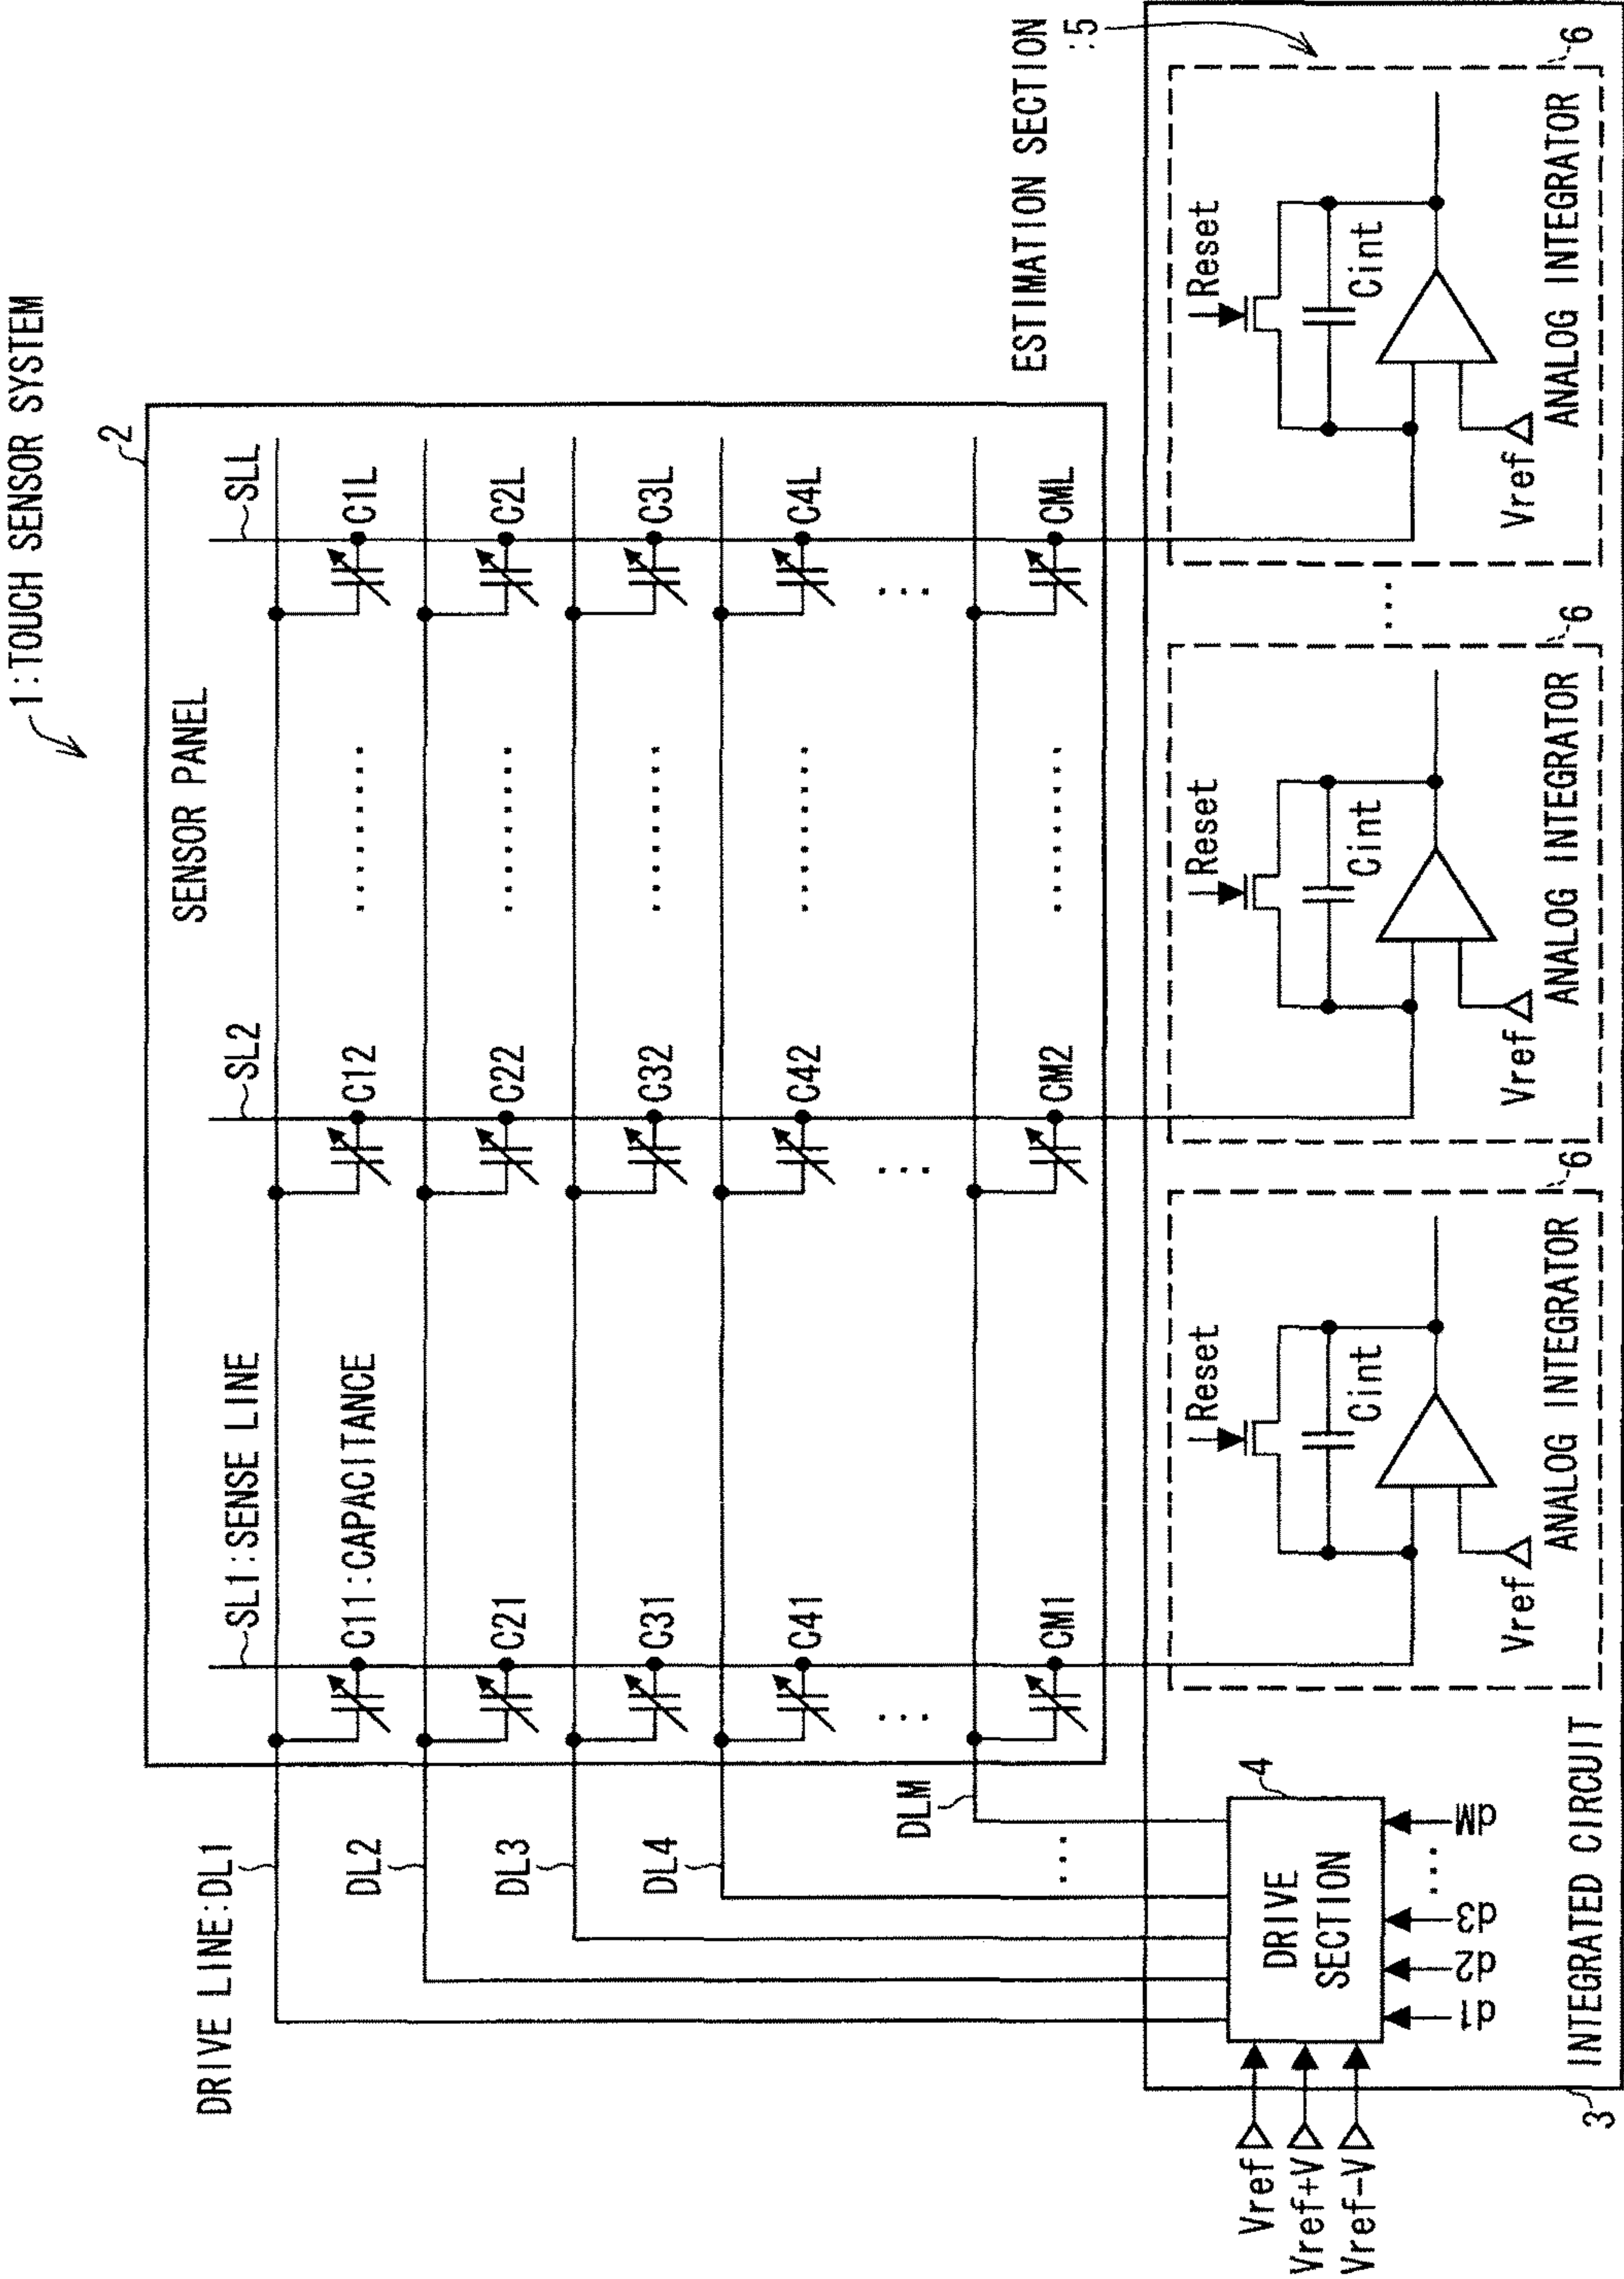 1:TOUCH SENSOR SYSTEM
2
SENSOR PANEL
SL1:SENSE LINE
SL2
SLL
DRIVE LINE:DL1
C11:CAPACITANCE
C12
C1L
DL2
C21
C22
C2L
DL3
C31
C32
C3L
DL4
C41
C42
C4L
DLM
CM1
CM2
CML
ESTIMATION SECTION
:5
Reset
Cint
Vref
ANALOG INTEGRATOR
6
Reset
Cint
Vref
ANALOG INTEGRATOR
6
Reset
Cint
Vref
ANALOG INTEGRATOR
6
4
DRIVE
SECTION
Vref
Vref+V
Vref-V
d1
d2
d3
dM
INTEGRATED CIRCUIT
3